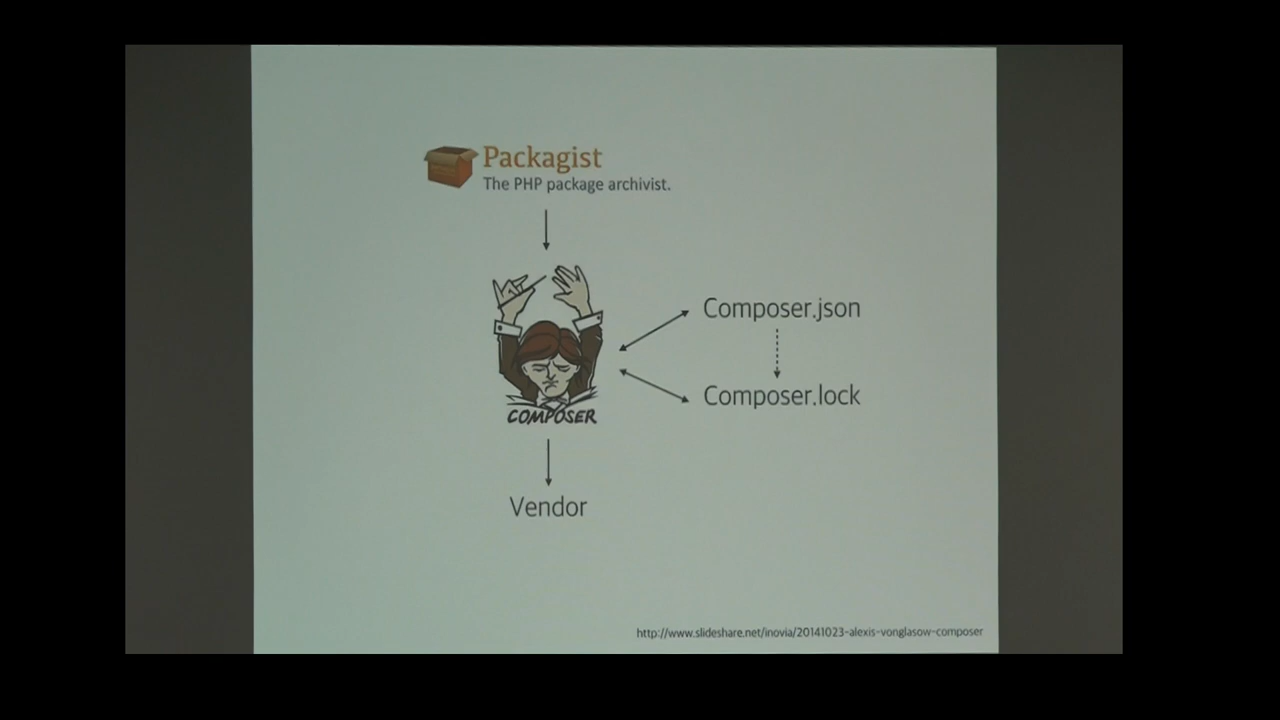 Packagist
The PHP package archivist.
Composer.json
Composer.lock
COMPOSER
Vendor
http://www.slideshare.net/inovia/20141023-alexis-vonglasow-composer